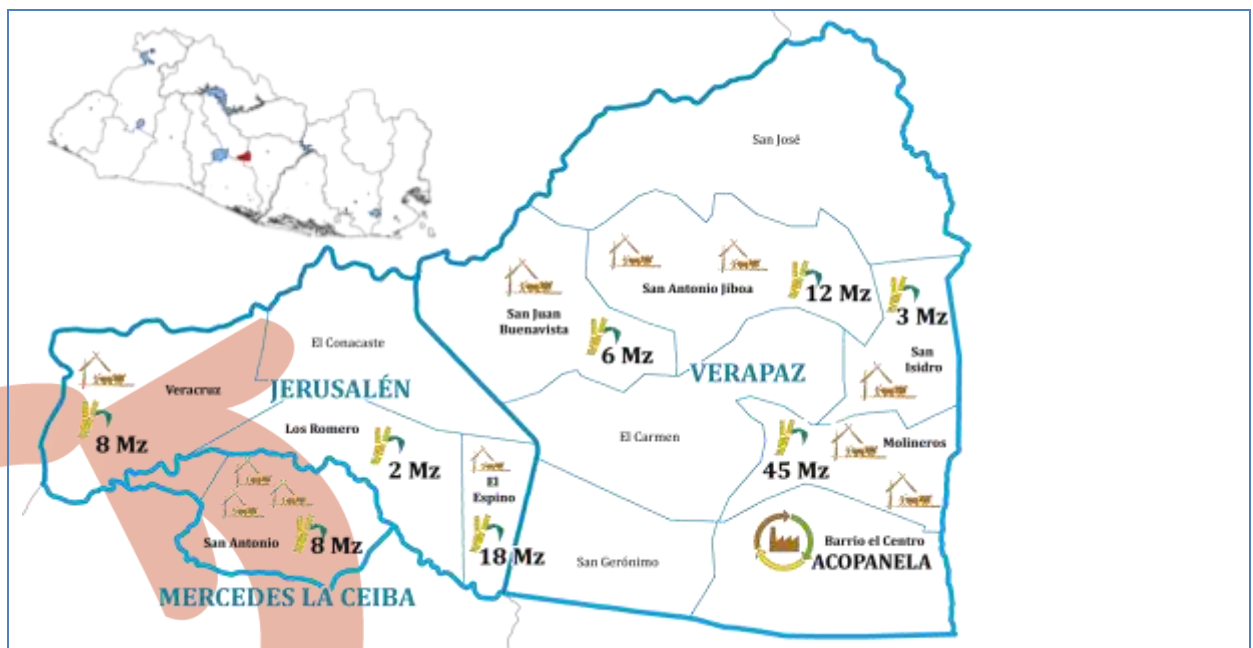 San José
San Antonio Jiboa
12 Mz
3 Mz
San Juan
Buenavista
6 Mz
San
Isidro
VERAPAZ
El Conacaste
JERUSALÉN
Veracruz
8 Mz
Los Romero
2 Mz
El Carmen
45 Mz
Molineros
El
Espino
18 Mz
San Antonio
8 Mz
San Gerónimo
Barrio el Centro
ACOPANELA
MERCEDES LA CEIBA